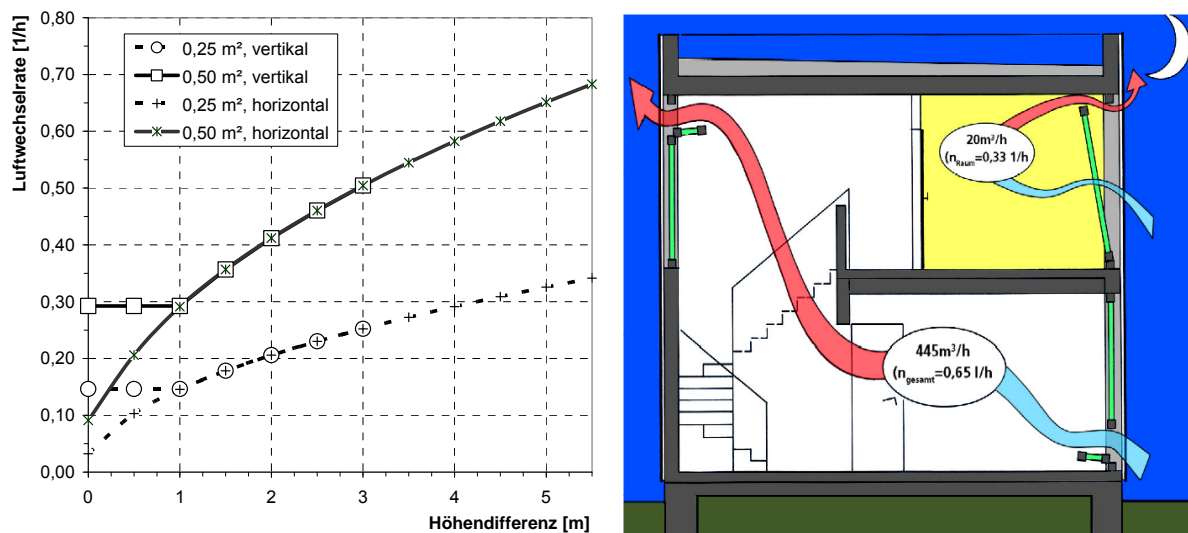 Luftwechselrate [1/h]
0,80
0,70
0,60
0,50
0,40
0,30
0,20
0,10
0,00
0,25 m², vertikal
0,50 m², vertikal
0,25 m², horizontal
0,50 m², horizontal
0
1
2
3
4
5
Höhendifferenz [m]
20m³/h
(nRaum=0,33 1/h
445m³/h
(ngesamt=0,65 l/h